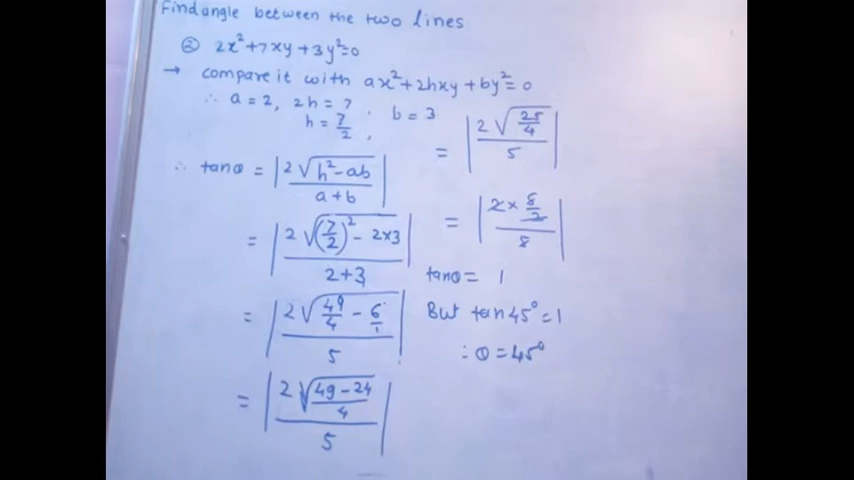 Find angle between the two lines
② 2x²+7xy+3y²=0
→ compare it with ax²+2hxy+by²=0
∴ a=2, 2h=7
h=7/2, b=3
∴ tanθ = |2√(h²-ab)/(a+b)|
= |2√((7/2)²-2×3)/(2+3)|
= |2√(49/4-6/1)/5|
= |2√((49-24)/4)/5|
= |2√(25/4)/5|
= |2×5/2/5|
tanθ= 1
But tan45°=1
∴θ=45°